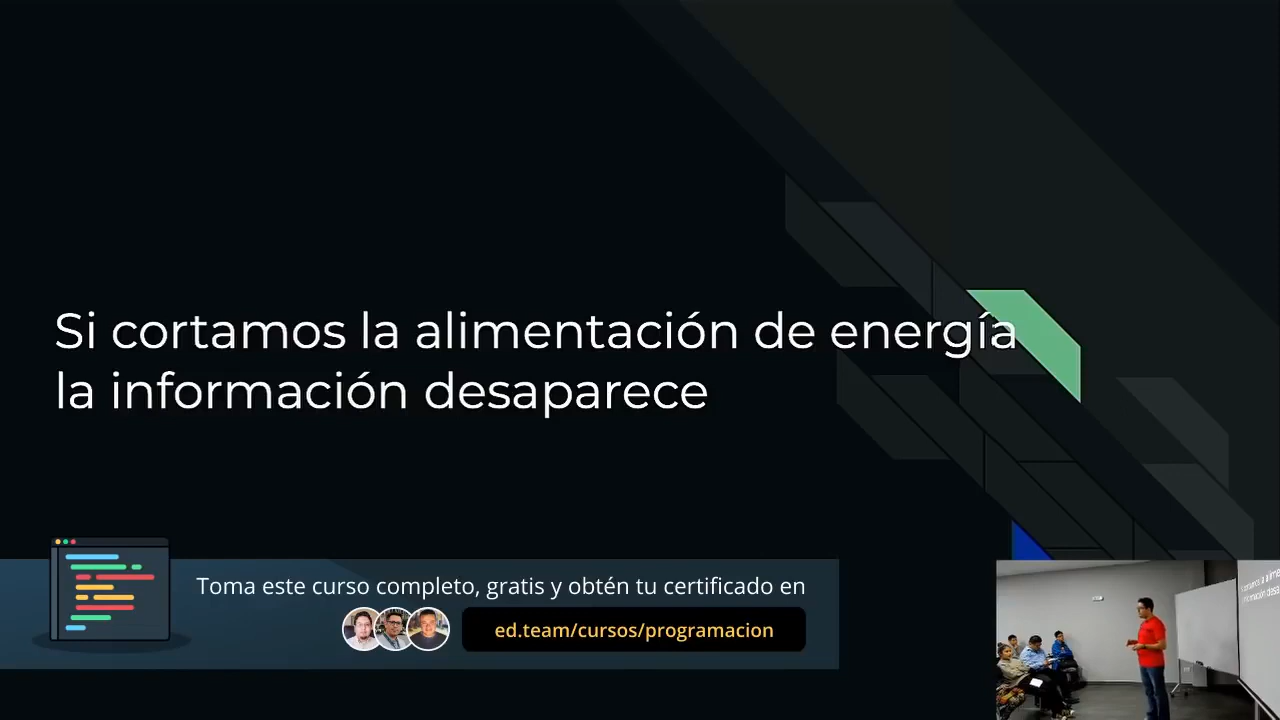 Si cortamos la alimentación de energía
la información desaparece
Toma este curso completo, gratis y obtén tu certificado en
ed.team/cursos/programacion